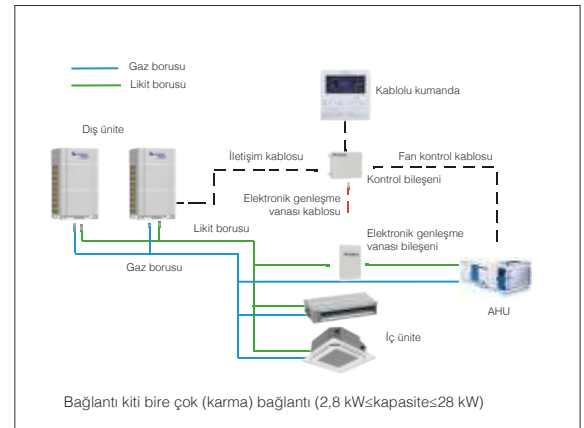 Gaz borusu
Likit borusu
Kablolu kumanda
Dış ünite
İletişim kablosu
Fan kontrol kablosu
Kontrol bileşeni
Elektronik genleşme
vanası kablosu
Likit borusu
Elektronik genleşme
vanası bileşeni
Gaz borusu
AHU
İç ünite
Bağlantı kiti bire çok (karma) bağlantı (2,8 kW≤kapasite≤28 kW)